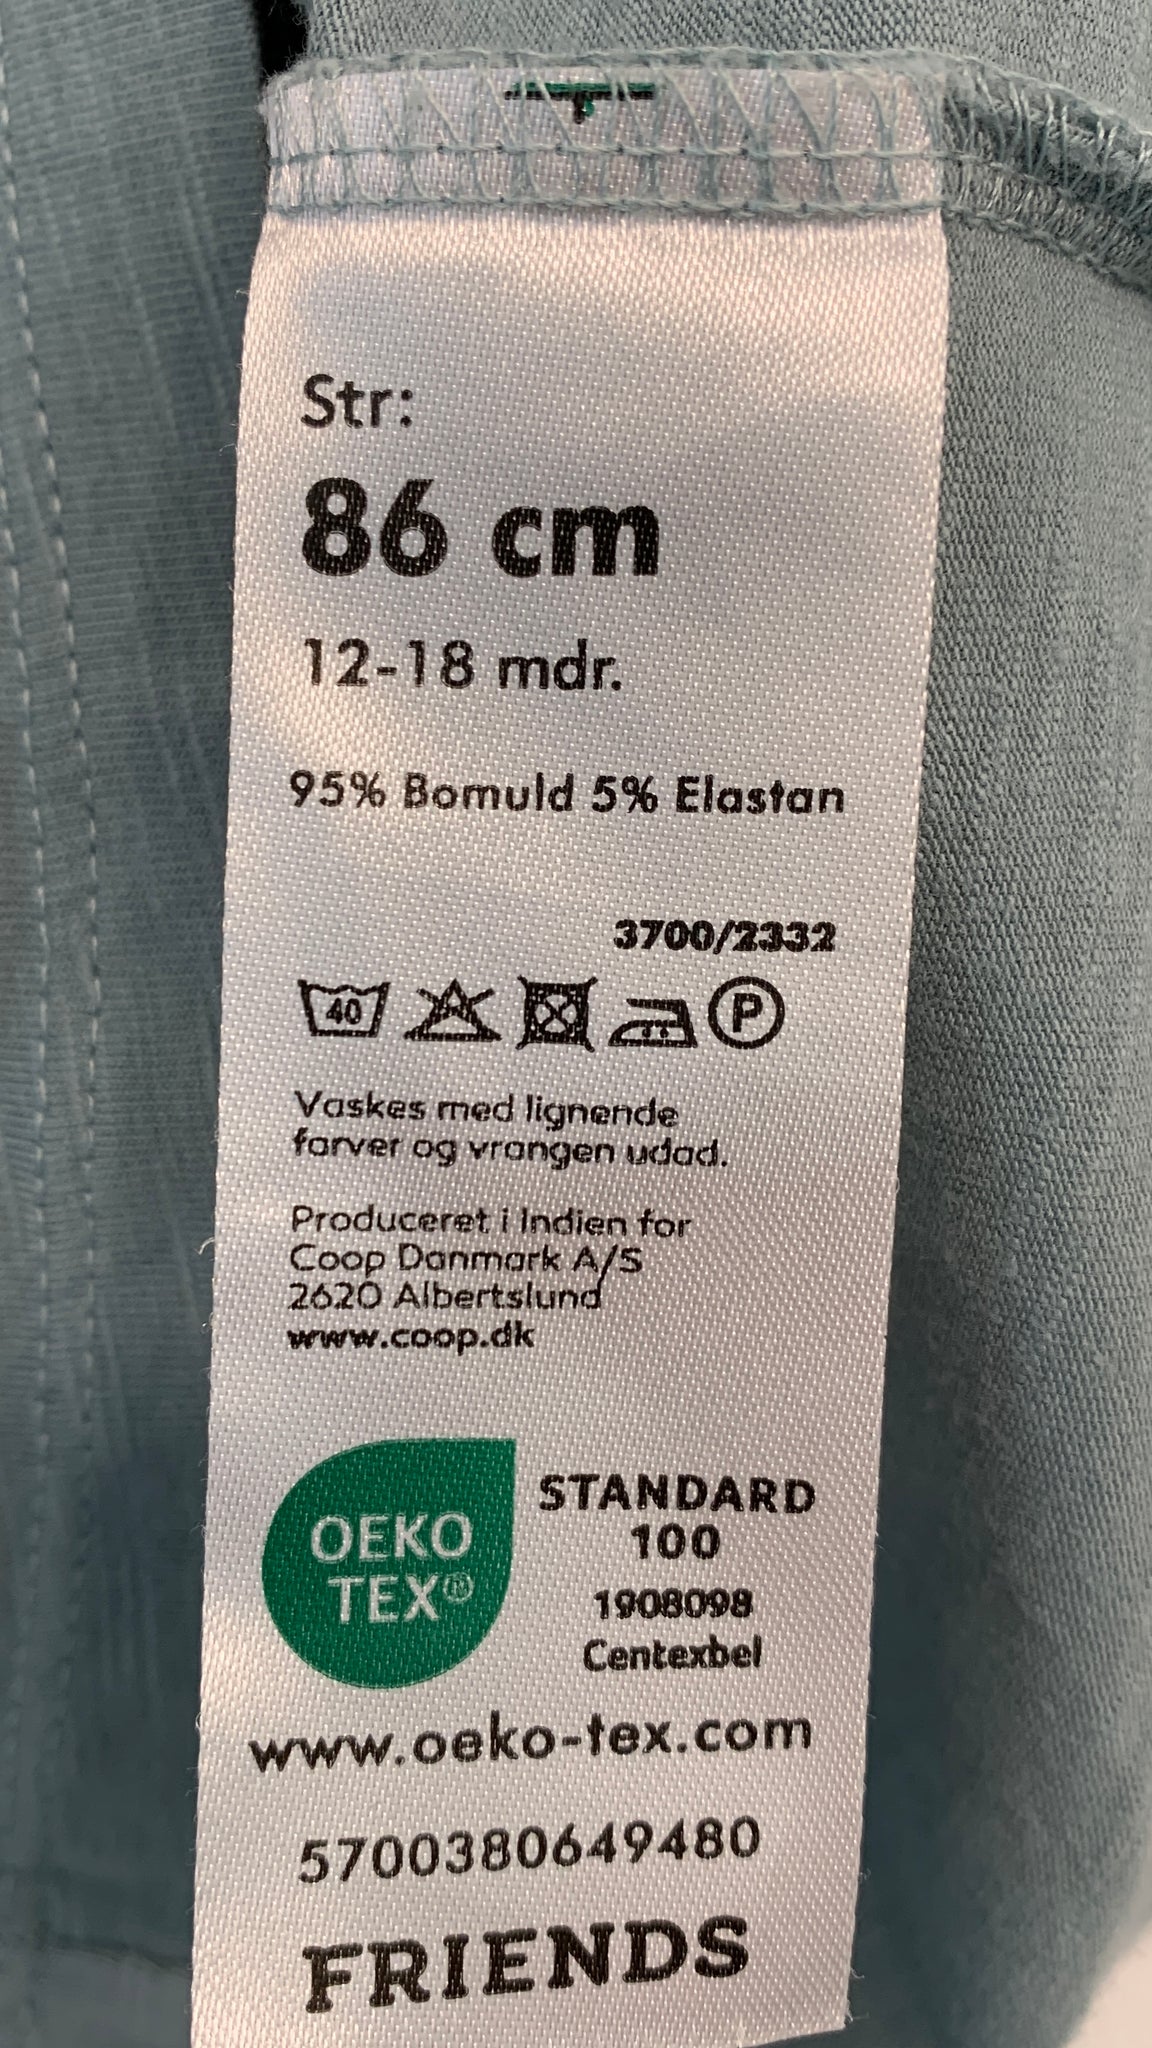 Str:
86 cm
12-18 mdr.
95% Bomuld 5% Elastan
3700/2332
40 P
Vaskes med lignende
farver og vrangen udad.
Produceret i Indien for
Coop Danmark A/S
2620 Albertslund
www.coop.dk
OEKO
TEX®
STANDARD
100
1908098
Centexbel
www.oeko-tex.com
5700380649480
FRIENDS